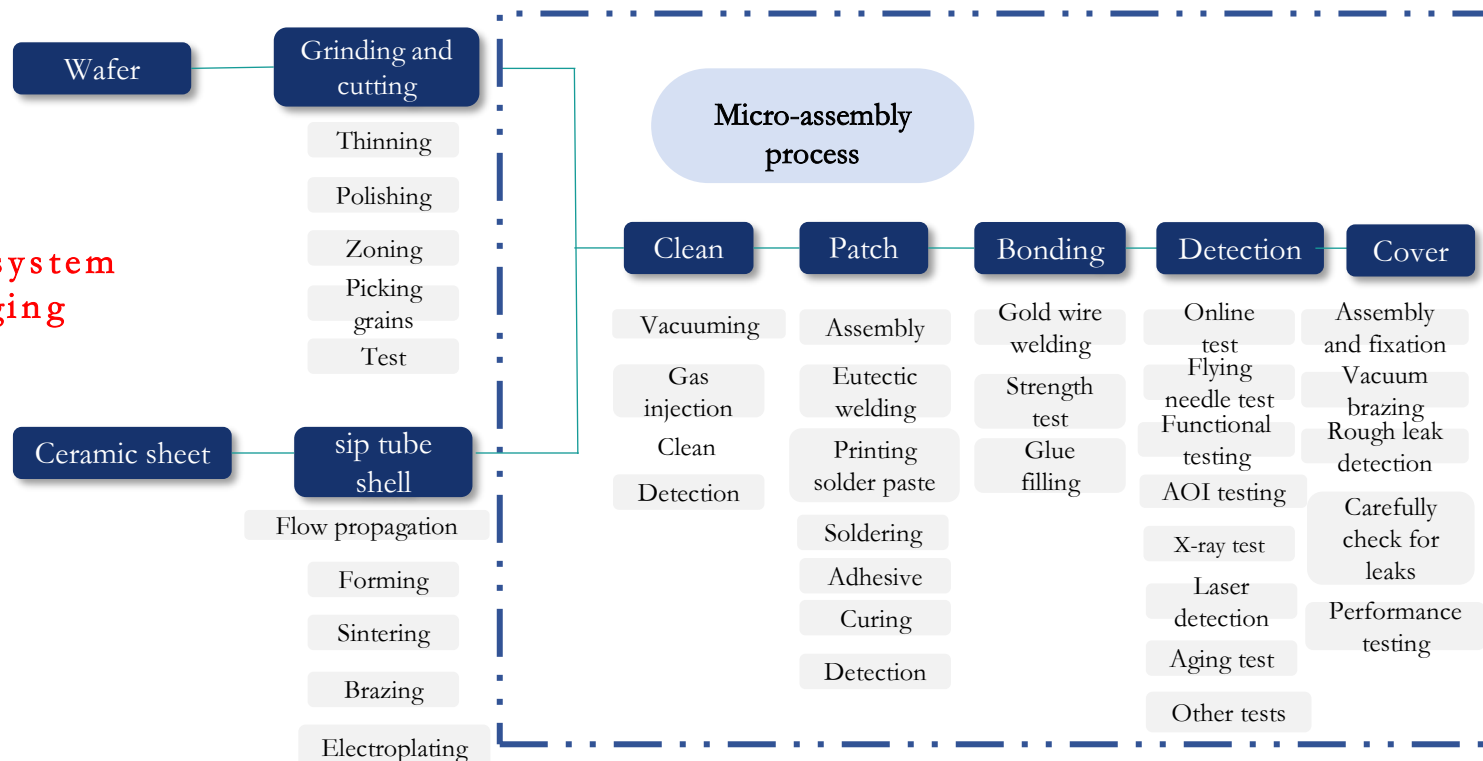 Wafer
Grinding and
cutting
Thinning
Polishing
Zoning
Picking
grains
Test
system
ging
Ceramic sheet
sip tube
shell
Flow propagation
Forming
Sintering
Brazing
Electroplating
Micro-assembly
process
Clean
Vacuuming
Gas
injection
Clean
Detection
Patch
Assembly
Eutectic
welding
Printing
solder paste
Soldering
Adhesive
Curing
Detection
Bonding
Gold wire
welding
Strength
test
Glue
filling
Detection
Online
test
Flying
needle test
Functional
testing
AOI testing
X-ray test
Laser
detection
Aging test
Other tests
Cover
Assembly
and fixation
Vacuum
brazing
Rough leak
detection
Carefully
check for
leaks
Performance
testing